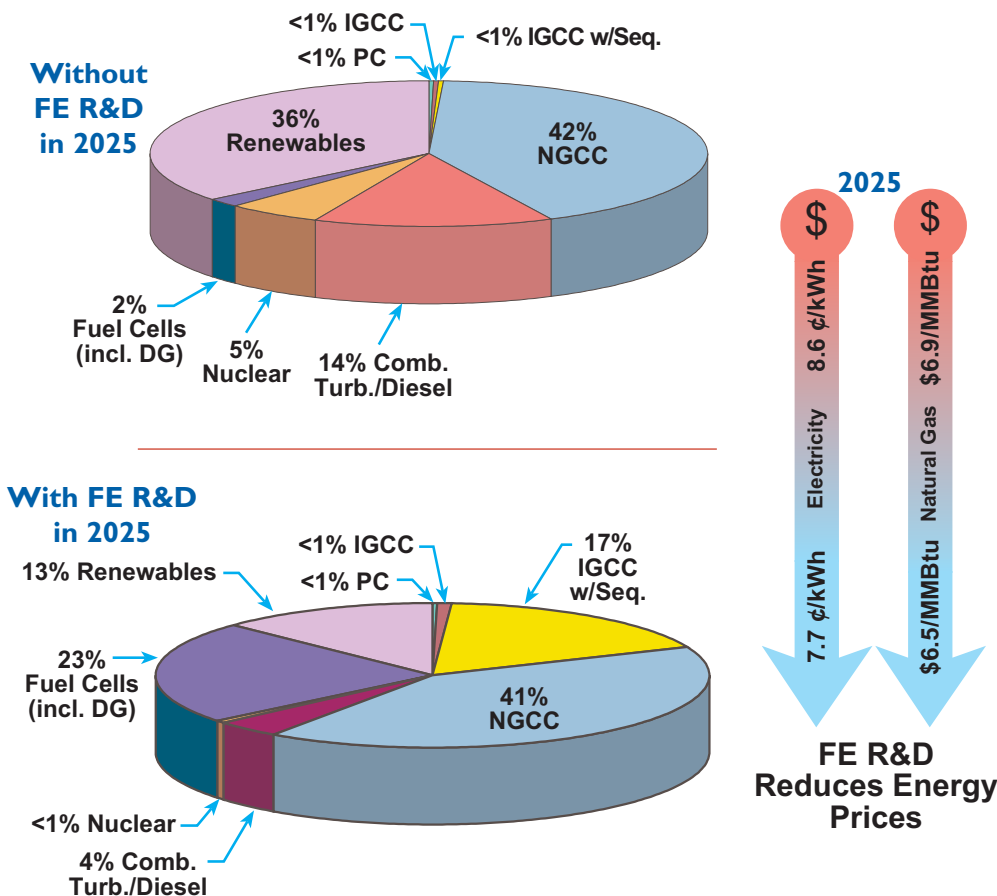 Without
FE R&D
in 2025
<1% IGCC
<1% PC
<1% IGCC w/Seq.
36%
Renewables
42%
NGCC
2%
Fuel Cells
(incl. DG)
5%
Nuclear
14% Comb.
Turb./Diesel
With FE R&D
in 2025
13% Renewables
<1% IGCC
<1% PC
17%
IGCC
w/Seq.
23%
Fuel Cells
(incl. DG)
41%
NGCC
<1% Nuclear
4% Comb.
Turb./Diesel
2025
$
$
7.7 ¢/kWh Electricity 8.6 ¢/kWh
$6.5/MMBtu Natural Gas $6.9/MMBtu
FE R&D
Reduces Energy
Prices